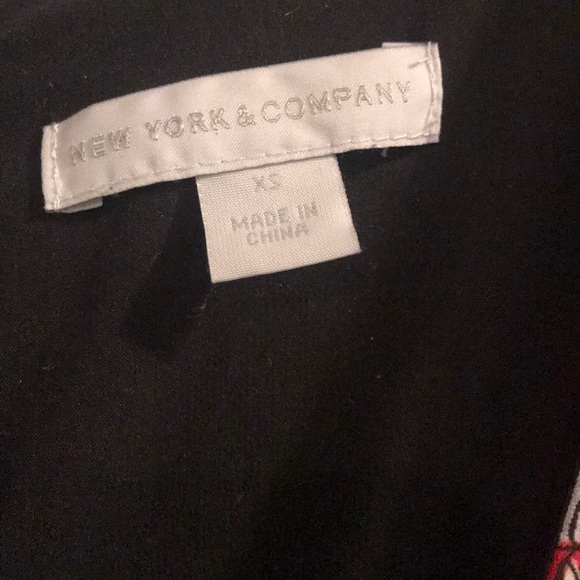 NEW YORK & COMPANY
XS
MADE IN
CHINA